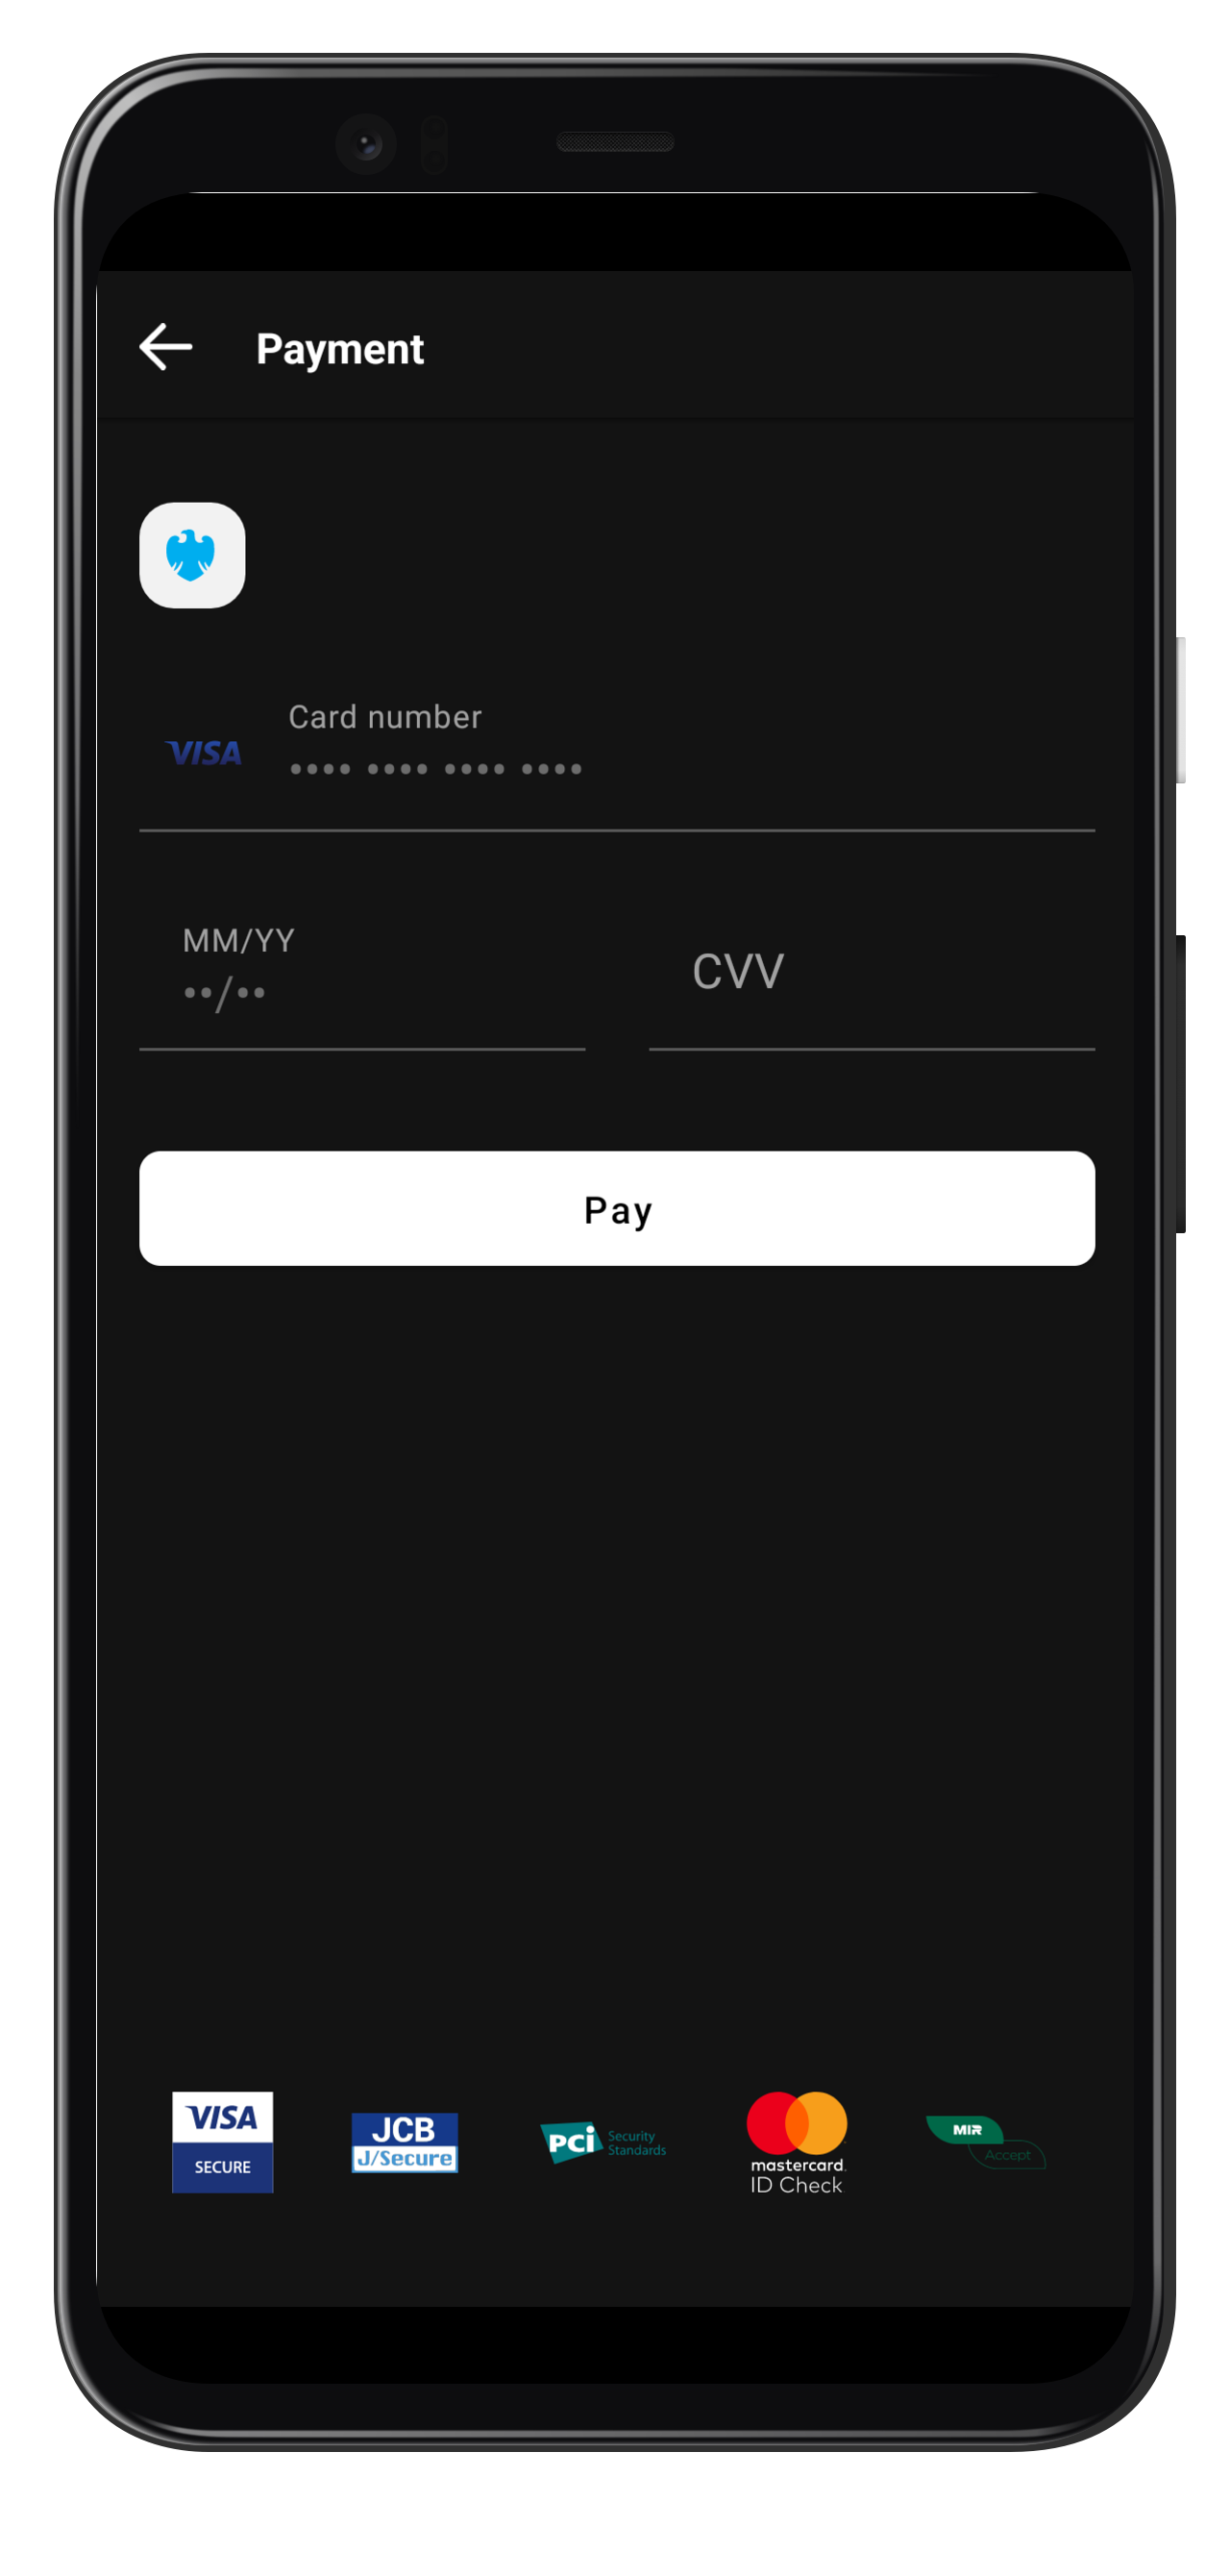 Payment
VISA
Card number
•••• •••• •••• ••••
MM/YY
••/••
CVV
Pay
VISA
SECURE
JCB
J/Secure
PCi Security
Standards
mastercard.
ID Check
MIR
Accept